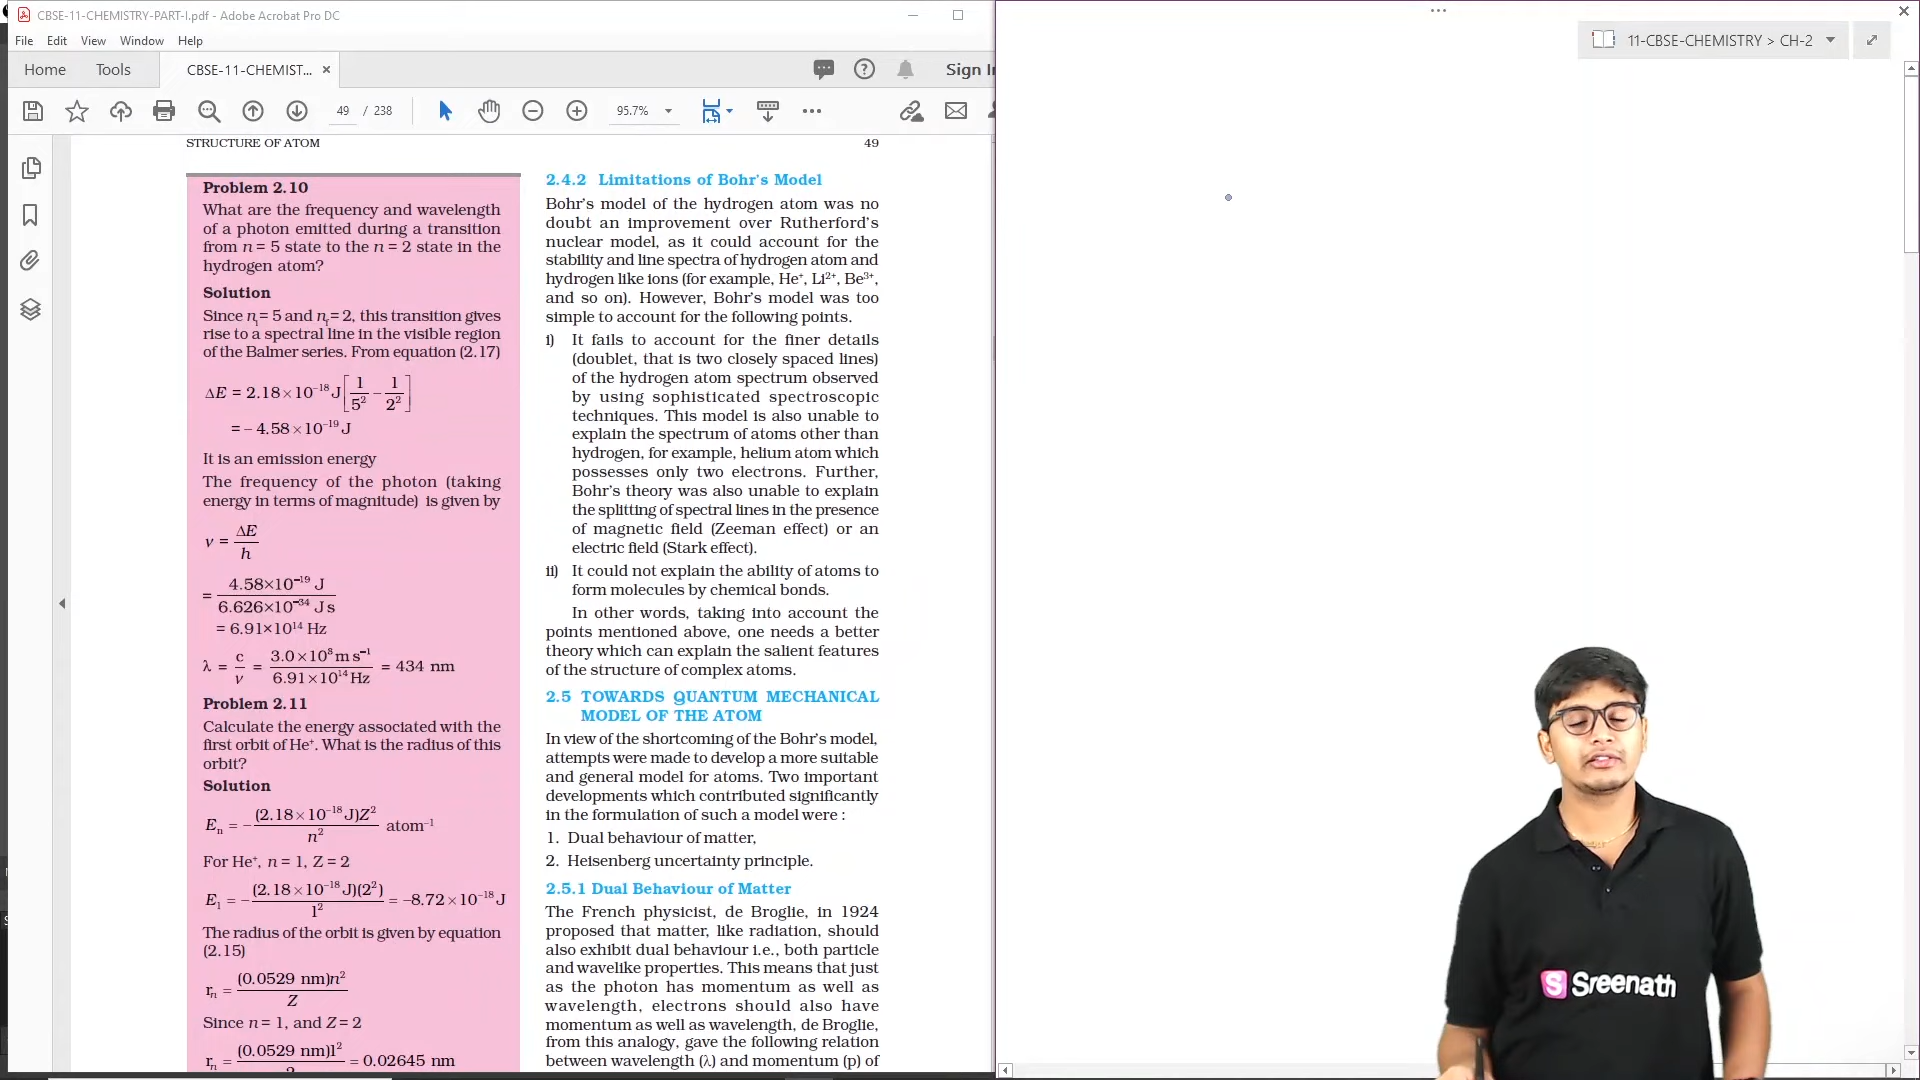 CBSE-11-CHEMISTRY-PART-I.pdf - Adobe Acrobat Pro DC
File Edit View Window Help
Home Tools CBSE-11-CHEMIST... × Sign I
49 / 238 95.7%
STRUCTURE OF ATOM 49
Problem 2.10
What are the frequency and wavelength
of a photon emitted during a transition
from n = 5 state to the n = 2 state in the
hydrogen atom?
Solution
Since nᵢ = 5 and n_f = 2, this transition gives
rise to a spectral line in the visible region
of the Balmer series. From equation (2.17)
ΔE = 2.18×10⁻¹⁸ J [1/5² − 1/2²]
= − 4.58×10⁻¹⁹ J
It is an emission energy
The frequency of the photon (taking
energy in terms of magnitude) is given by
ν = ΔE/h
= 4.58×10⁻¹⁹ J / 6.626×10⁻³⁴ J s
= 6.91×10¹⁴ Hz
λ = c/ν = 3.0×10⁸ m s⁻¹ / 6.91×10¹⁴ Hz = 434 nm
Problem 2.11
Calculate the energy associated with the
first orbit of He⁺. What is the radius of this
orbit?
Solution
Eₙ = −(2.18×10⁻¹⁸ J)Z²/n² atom⁻¹
For He⁺, n = 1, Z = 2
E₁ = −(2.18×10⁻¹⁸ J)(2²)/1² = −8.72×10⁻¹⁸ J
The radius of the orbit is given by equation
(2.15)
rₙ = (0.0529 nm)n²/Z
Since n = 1, and Z = 2
rₙ = (0.0529 nm)1²/2 = 0.02645 nm
2.4.2 Limitations of Bohr's Model
Bohr's model of the hydrogen atom was no
doubt an improvement over Rutherford's
nuclear model, as it could account for the
stability and line spectra of hydrogen atom and
hydrogen like ions (for example, He⁺, Li²⁺, Be³⁺,
and so on). However, Bohr's model was too
simple to account for the following points.
i) It fails to account for the finer details
(doublet, that is two closely spaced lines)
of the hydrogen atom spectrum observed
by using sophisticated spectroscopic
techniques. This model is also unable to
explain the spectrum of atoms other than
hydrogen, for example, helium atom which
possesses only two electrons. Further,
Bohr's theory was also unable to explain
the splitting of spectral lines in the presence
of magnetic field (Zeeman effect) or an
electric field (Stark effect).
ii) It could not explain the ability of atoms to
form molecules by chemical bonds.
In other words, taking into account the
points mentioned above, one needs a better
theory which can explain the salient features
of the structure of complex atoms.
2.5 TOWARDS QUANTUM MECHANICAL
MODEL OF THE ATOM
In view of the shortcoming of the Bohr's model,
attempts were made to develop a more suitable
and general model for atoms. Two important
developments which contributed significantly
in the formulation of such a model were :
1. Dual behaviour of matter,
2. Heisenberg uncertainty principle.
2.5.1 Dual Behaviour of Matter
The French physicist, de Broglie, in 1924
proposed that matter, like radiation, should
also exhibit dual behaviour i.e., both particle
and wavelike properties. This means that just
as the photon has momentum as well as
wavelength, electrons should also have
momentum as well as wavelength, de Broglie,
from this analogy, gave the following relation
between wavelength (λ) and momentum (p) of
11-CBSE-CHEMISTRY > CH-2
S Sreenath